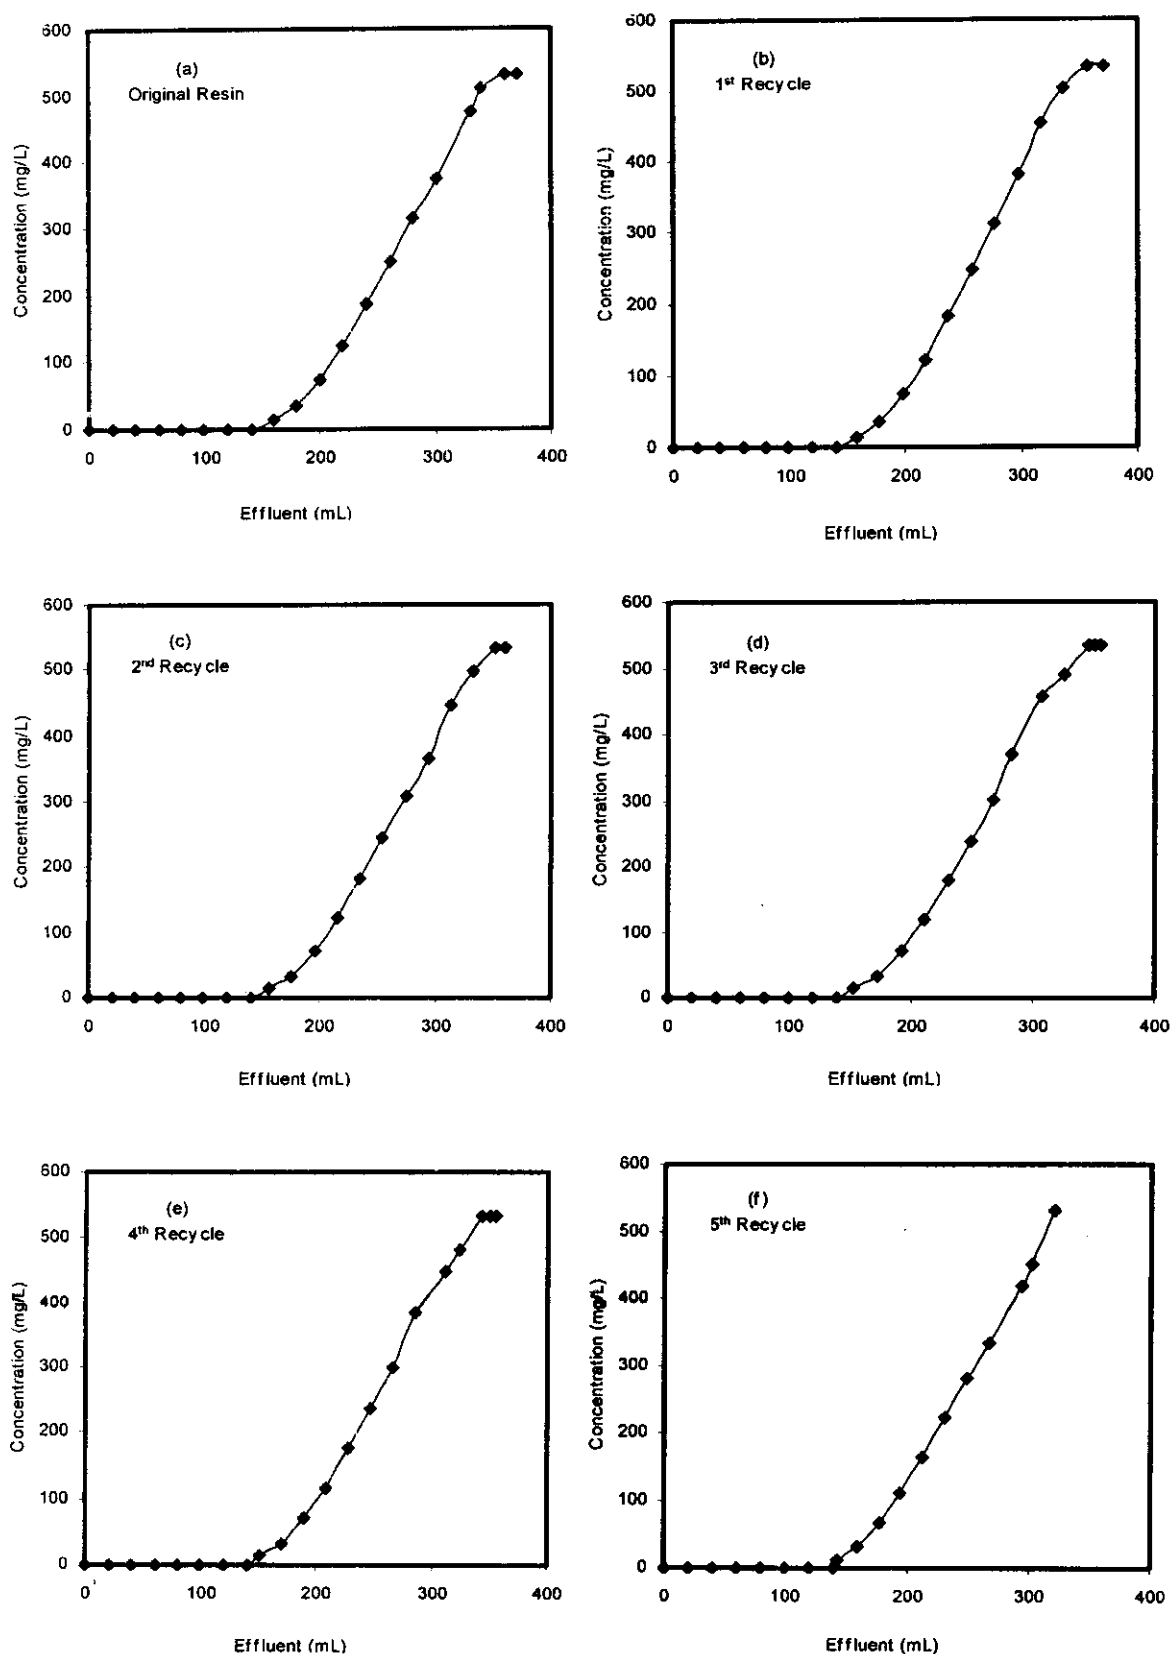 600
500
400
300
200
100
0
Concentration (mg/L)
(a)
Original Resin
0 100 200 300 400
Effluent (mL)
600
500
400
300
200
100
0
Concentration (mg/L)
(b)
1st Recycle
0 100 200 300 400
Effluent (mL)
600
500
400
300
200
100
0
Concentration (mg/L)
(c)
2nd Recycle
0 100 200 300 400
Effluent (mL)
600
500
400
300
200
100
0
Concentration (mg/L)
(d)
3rd Recycle
0 100 200 300 400
Effluent (mL)
600
500
400
300
200
100
0
Concentration (mg/L)
(e)
4th Recycle
0 100 200 300 400
Effluent (mL)
600
500
400
300
200
100
0
Concentration (mg/L)
(f)
5th Recycle
0 100 200 300 400
Effluent (mL)